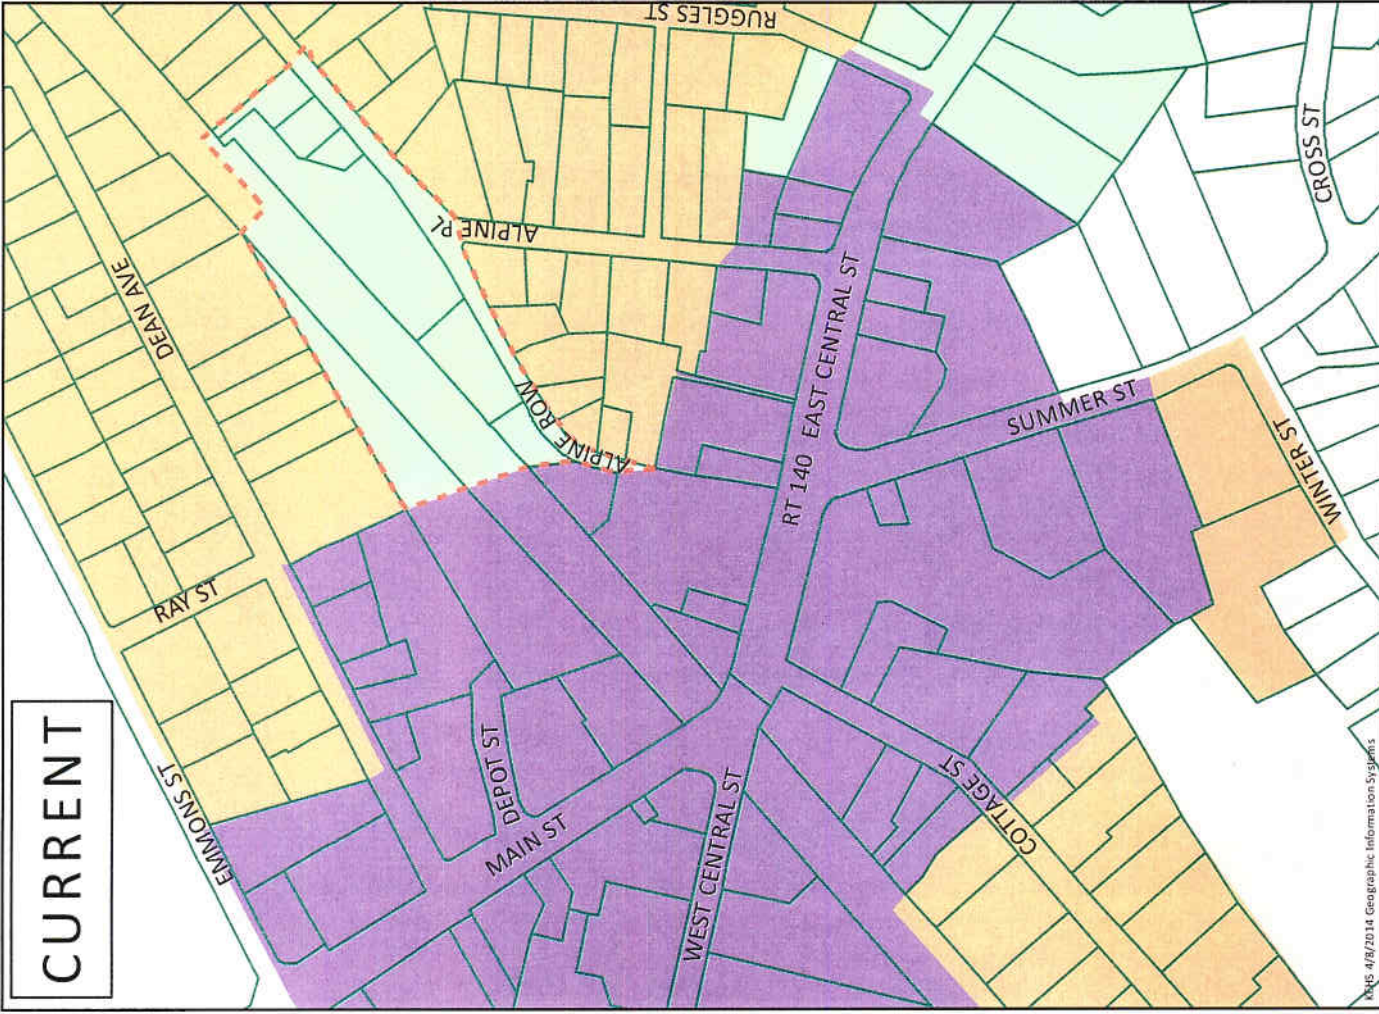 CURRENT
RUGGLES ST
CROSS ST
DEAN AVE
ALPINE PL
RT 140 EAST CENTRAL ST
ALPINE ROW
SUMMER ST
WINTER ST
RAY ST
EMMONS ST
DEPOT ST
MAIN ST
WEST CENTRAL ST
COTTAGE ST
4/8/2014 Geographic Information Systems